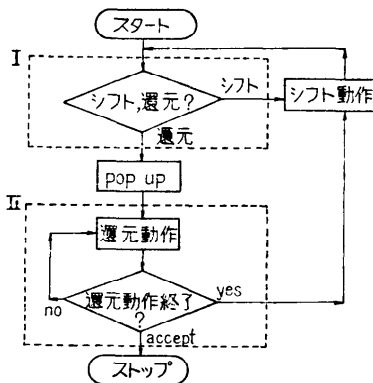 スタート
I
シフト,還元?
シフト
シフト動作
還元
pop up
II
還元動作
還元動作終了
?
no
yes
accept
ストップ